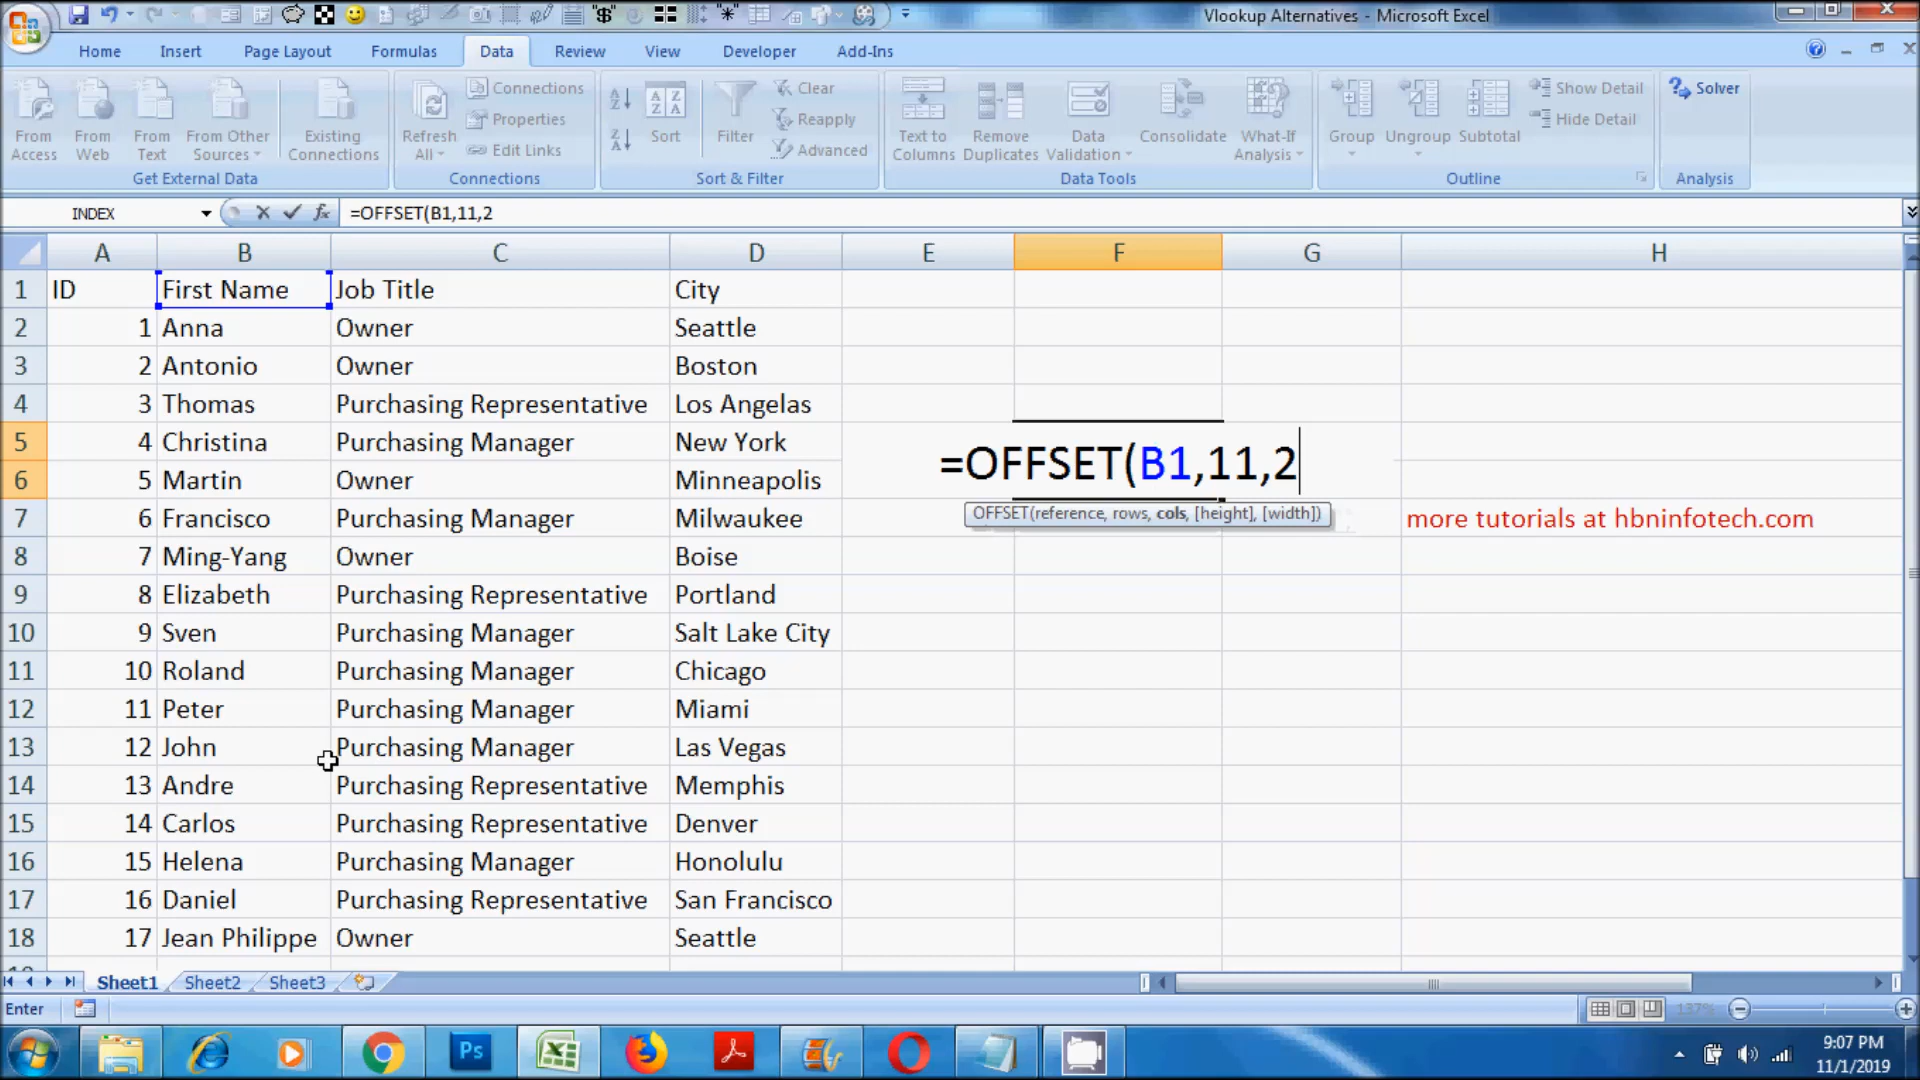 Vlookup Alternatives - Microsoft Excel
Home Insert Page Layout Formulas Data Review View Developer Add-Ins
From Access From Web From Text From Other Sources Existing Connections
Get External Data
Refresh All Connections Properties Edit Links
Connections
Sort Filter Clear Reapply Advanced
Sort & Filter
Text to Columns Remove Duplicates Data Validation Consolidate What-If Analysis
Data Tools
Group Ungroup Subtotal Show Detail Hide Detail
Outline
Solver
Analysis
INDEX =OFFSET(B1,11,2
A B C D E F G H
1 ID First Name Job Title City
2 1 Anna Owner Seattle
3 2 Antonio Owner Boston
4 3 Thomas Purchasing Representative Los Angelas
5 4 Christina Purchasing Manager New York
=OFFSET(B1,11,2
6 5 Martin Owner Minneapolis
OFFSET(reference, rows, cols, [height], [width])
7 6 Francisco Purchasing Manager Milwaukee more tutorials at hbninfotech.com
8 7 Ming-Yang Owner Boise
9 8 Elizabeth Purchasing Representative Portland
10 9 Sven Purchasing Manager Salt Lake City
11 10 Roland Purchasing Manager Chicago
12 11 Peter Purchasing Manager Miami
13 12 John Purchasing Manager Las Vegas
14 13 Andre Purchasing Representative Memphis
15 14 Carlos Purchasing Representative Denver
16 15 Helena Purchasing Manager Honolulu
17 16 Daniel Purchasing Representative San Francisco
18 17 Jean Philippe Owner Seattle
Sheet1 Sheet2 Sheet3
Enter 137%
Ps
9:07 PM
11/1/2019